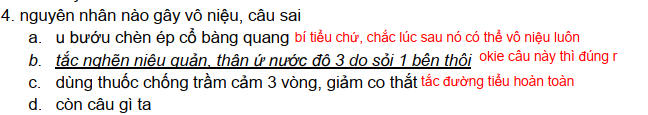 4. nguyên nhân nào gây vô niệu, câu sai
a. u bướu chèn ép cổ bàng quang bí tiểu chứ, chắc lúc sau nó có thể vô niệu luôn
b. tắc nghẽn niệu quản, thân ứ nước đô 3 do sỏi 1 bên thôi okie câu này thì đúng r
c. dùng thuốc chống trầm cảm 3 vòng, giảm co thắt tắc đường tiểu hoàn toàn
d. còn câu gì ta